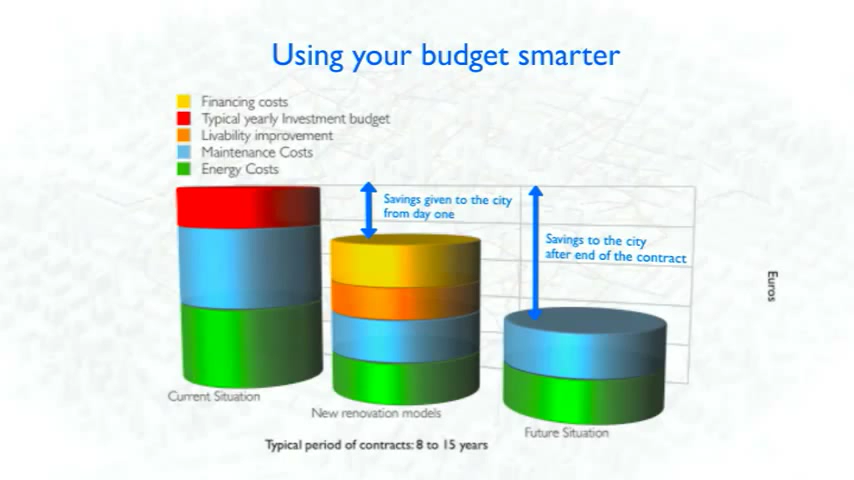 Using your budget smarter
Financing costs
Typical yearly Investment budget
Livability improvement
Maintenance Costs
Energy Costs
Savings given to the city
from day one
Savings to the city
after end of the contract
Euros
Current Situation
New renovation models
Future Situation
Typical period of contracts: 8 to 15 years